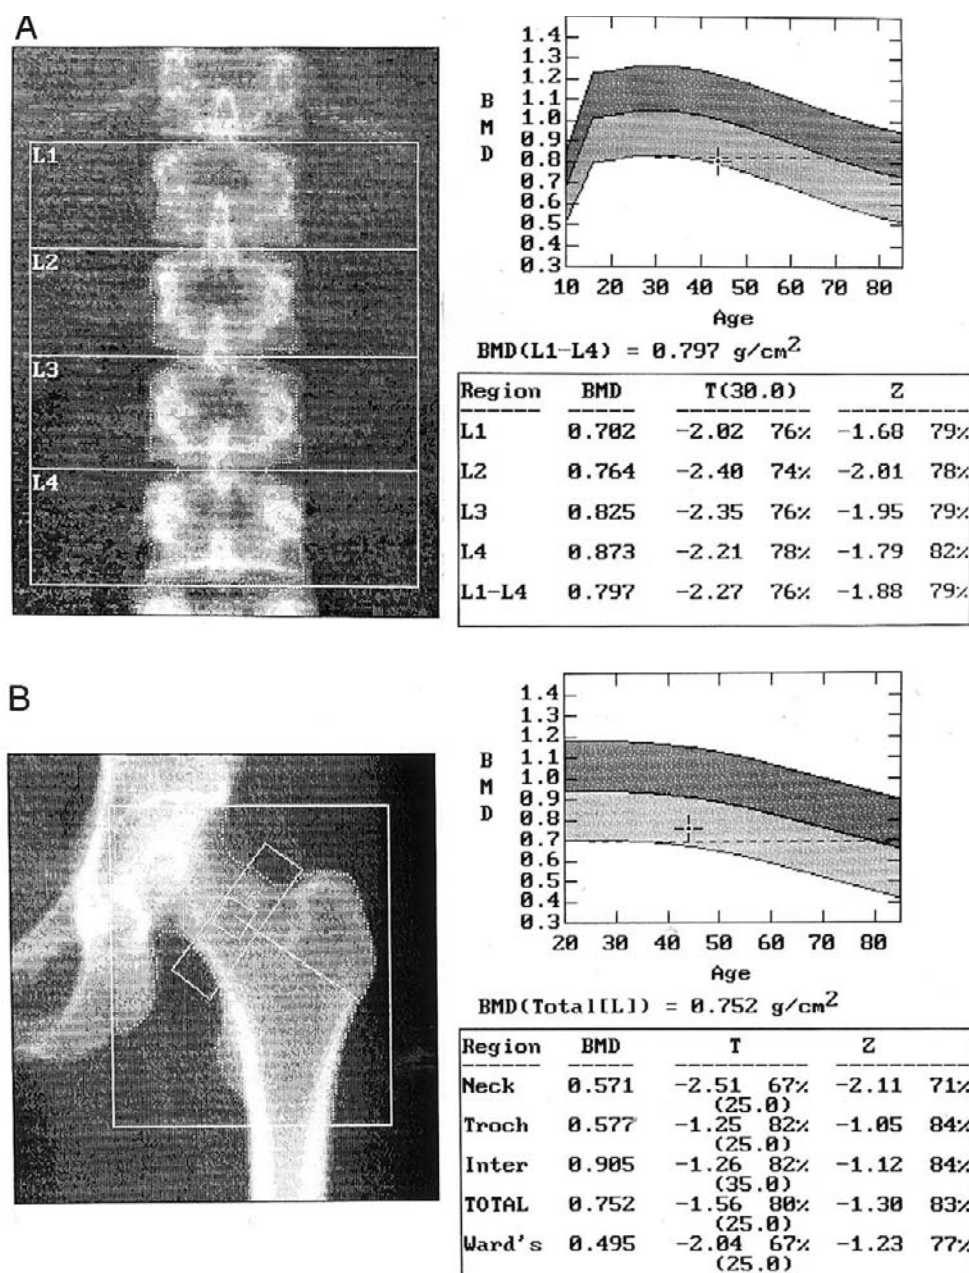 A
L1
L2
L3
L4
B
M
D
1.4
1.3
1.2
1.1
1.0
0.9
0.8
0.7
0.6
0.5
0.4
0.3
10 20 30 40 50 60 70 80
Age
BMD(L1-L4) = 0.797 g/cm2
Region BMD T(30.0) Z
L1 0.702 -2.02 76% -1.68 79%
L2 0.764 -2.40 74% -2.01 78%
L3 0.825 -2.35 76% -1.95 79%
L4 0.873 -2.21 78% -1.79 82%
L1-L4 0.797 -2.27 76% -1.88 79%
B
B
M
D
1.4
1.3
1.2
1.1
1.0
0.9
0.8
0.7
0.6
0.5
0.4
0.3
20 30 40 50 60 70 80
Age
BMD(Total[L]) = 0.752 g/cm2
Region BMD T Z
Neck 0.571 -2.51 67% -2.11 71%
(25.0)
Troch 0.577 -1.25 82% -1.05 84%
(25.0)
Inter 0.905 -1.26 82% -1.12 84%
(35.0)
TOTAL 0.752 -1.56 80% -1.30 83%
(25.0)
Ward's 0.495 -2.04 67% -1.23 77%
(25.0)